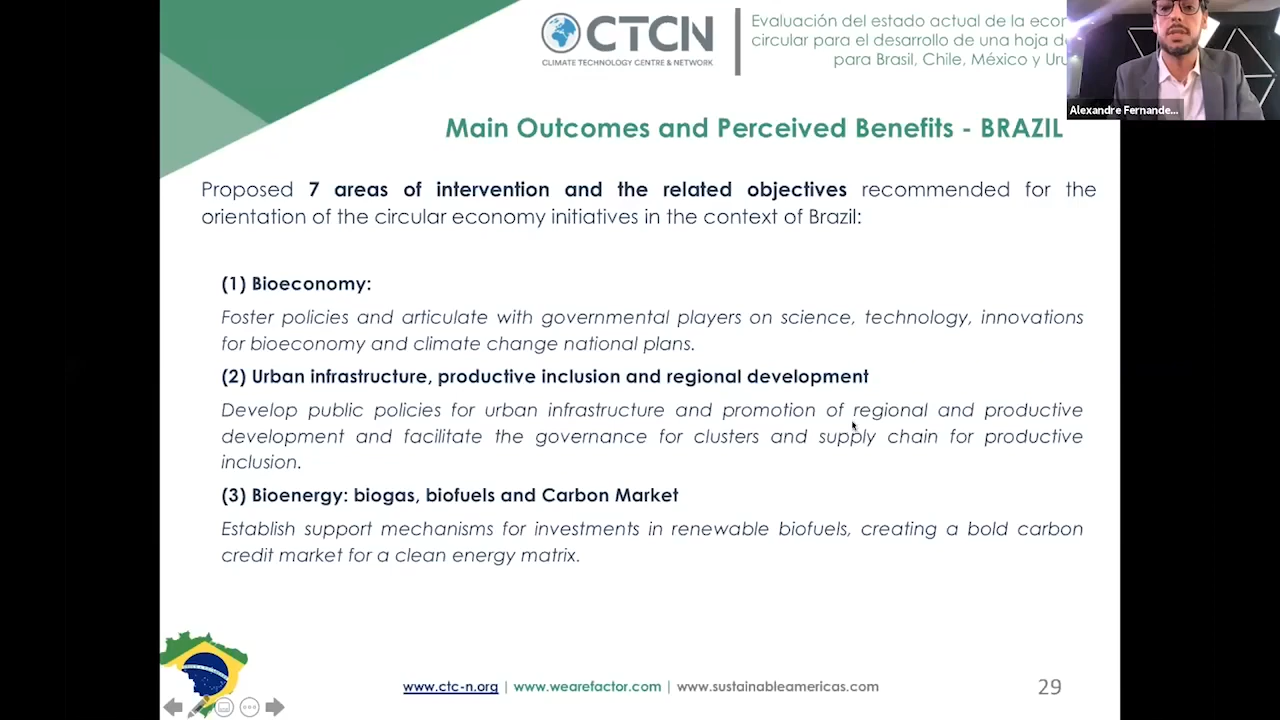 CTCN
CLIMATE TECHNOLOGY CENTRE & NETWORK
Evaluación del estado actual de la econ
circular para el desarrollo de una hoja de
para Brasil, Chile, México y Uru
Alexandre Fernande...
Main Outcomes and Perceived Benefits - BRAZIL
Proposed 7 areas of intervention and the related objectives recommended for the
orientation of the circular economy initiatives in the context of Brazil:
(1) Bioeconomy:
Foster policies and articulate with governmental players on science, technology, innovations
for bioeconomy and climate change national plans.
(2) Urban infrastructure, productive inclusion and regional development
Develop public policies for urban infrastructure and promotion of regional and productive
development and facilitate the governance for clusters and supply chain for productive
inclusion.
(3) Bioenergy: biogas, biofuels and Carbon Market
Establish support mechanisms for investments in renewable biofuels, creating a bold carbon
credit market for a clean energy matrix.
www.ctc-n.org | www.wearefactor.com | www.sustainableamericas.com
29